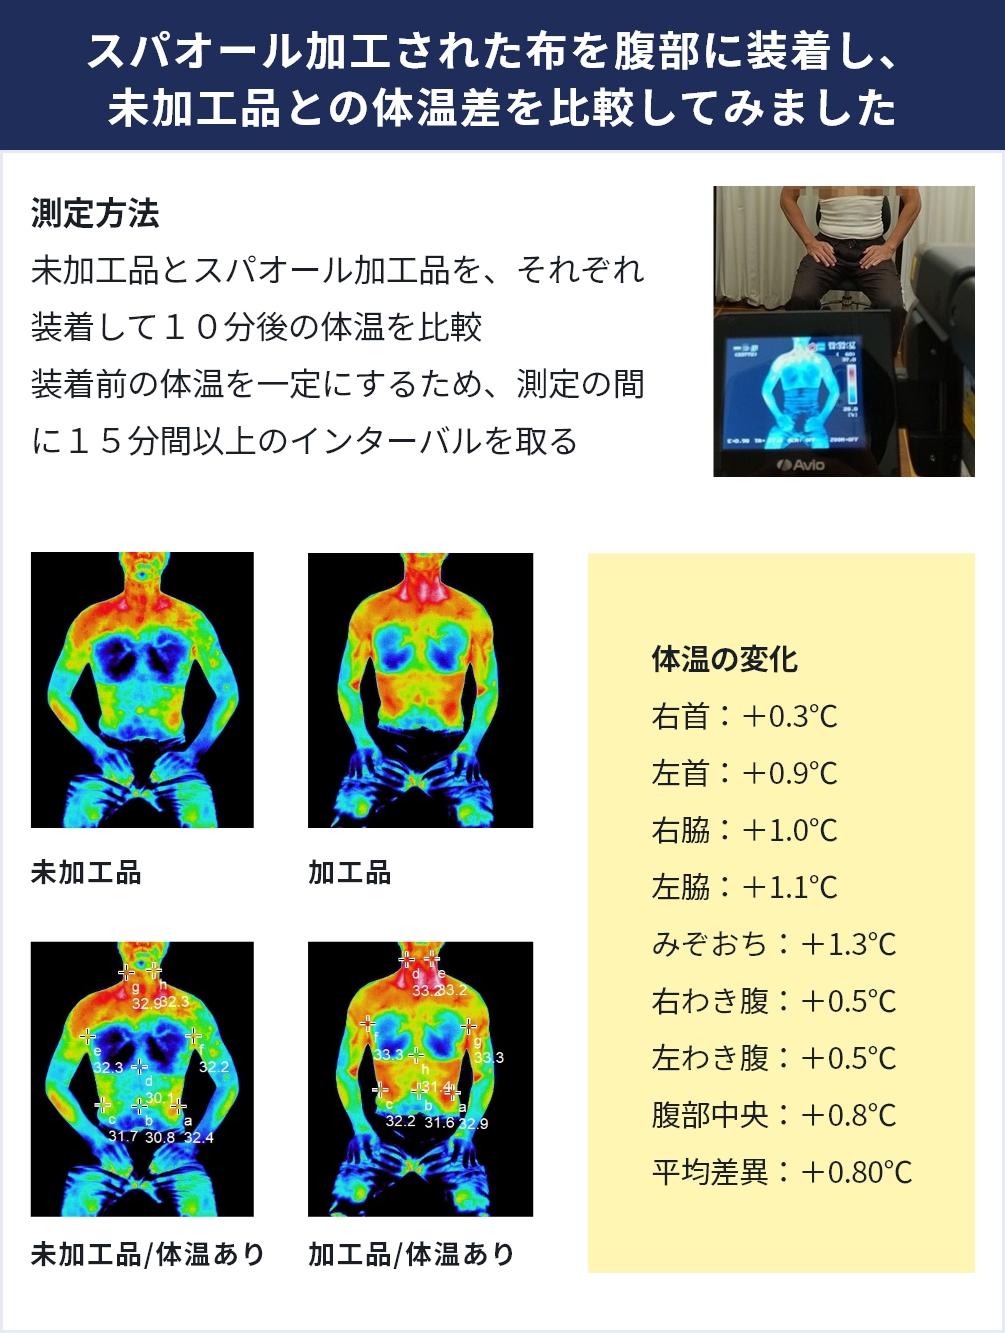 スパオール加工された布を腹部に装着し、
未加工品との体温差を比較してみました
測定方法
未加工品とスパオール加工品を、それぞれ
装着して１０分後の体温を比較
装着前の体温を一定にするため、測定の間
に１５分間以上のインターバルを取る
Avio
未加工品
加工品
g
32.9
h
32.3
e
32.3
f
32.2
d
30.1
c
31.7
b
30.8
a
32.4
未加工品/体温あり
d
33.2
e
33.2
f
33.3
g
33.3
h
31.4
c
32.2
b
31.6
a
32.9
加工品/体温あり
体温の変化
右首：＋0.3℃
左首：＋0.9℃
右脇：＋1.0℃
左脇：＋1.1℃
みぞおち：＋1.3℃
右わき腹：＋0.5℃
左わき腹：＋0.5℃
腹部中央：＋0.8℃
平均差異：＋0.80℃